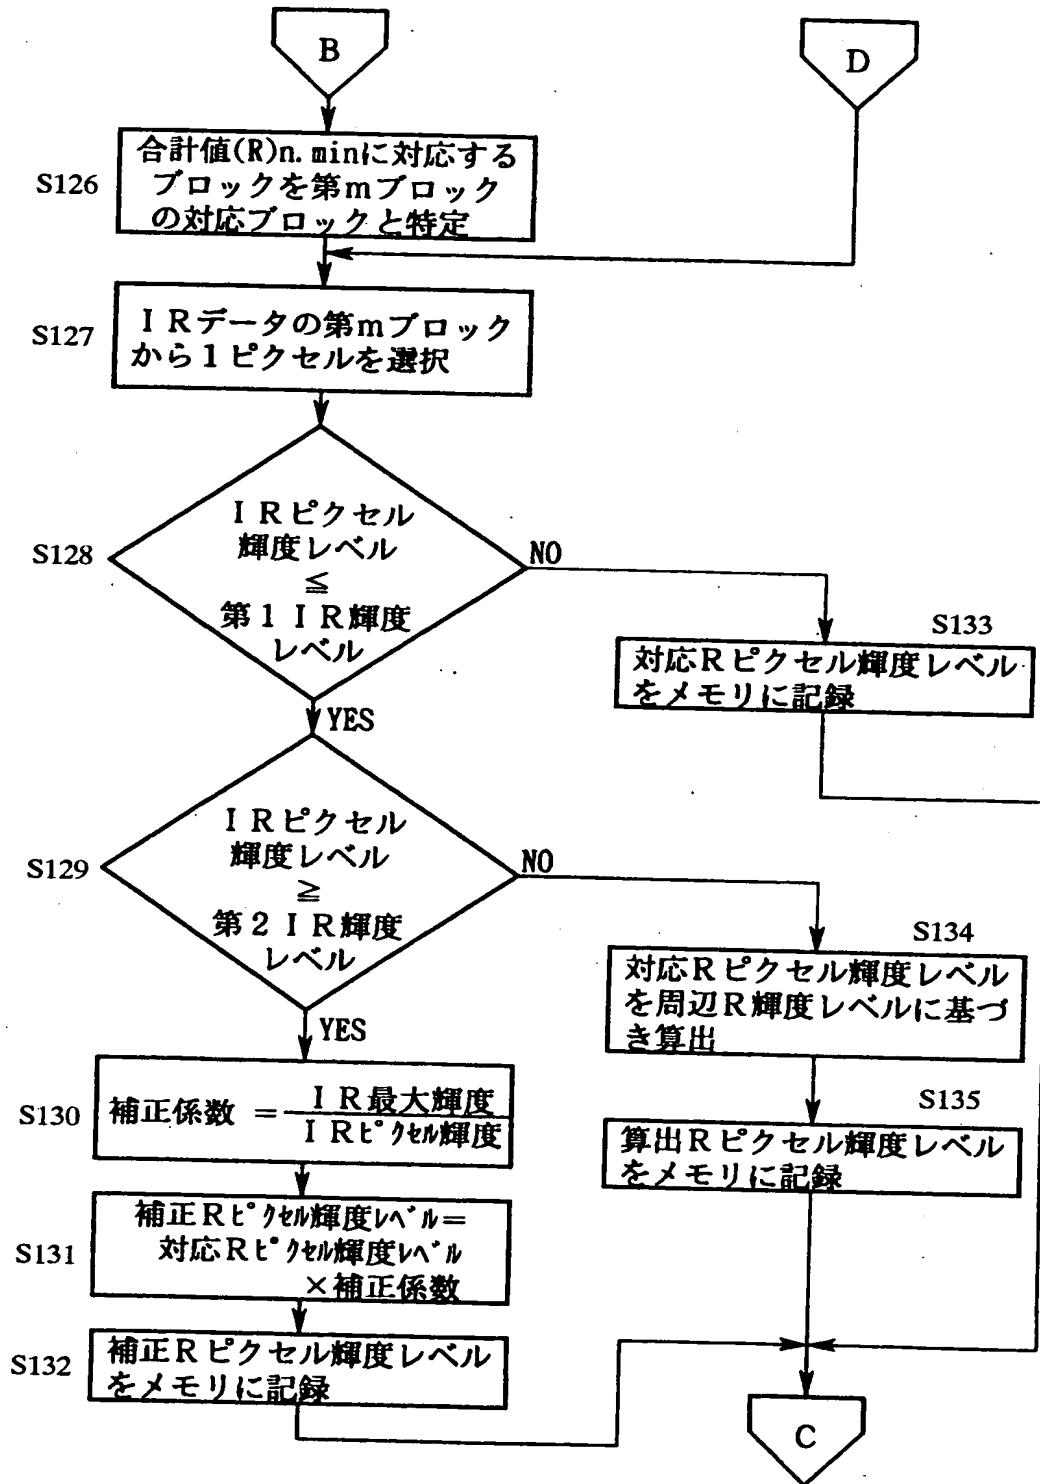 B
D
S126
合計値(R)n.minに対応する
ブロックを第mブロック
の対応ブロックと特定
S127
IRデータの第mブロック
から1ピクセルを選択
S128
IRピクセル
輝度レベル
≦
第1IR輝度
レベル
NO
YES
S133
対応Rピクセル輝度レベル
をメモリに記録
S129
IRピクセル
輝度レベル
≧
第2IR輝度
レベル
NO
YES
S134
対応Rピクセル輝度レベル
を周辺R輝度レベルに基づ
き算出
S130
補正係数 = IR最大輝度
IRピクセル輝度
S135
算出Rピクセル輝度レベル
をメモリに記録
S131
補正Rピクセル輝度レベル=
対応Rピクセル輝度レベル
×補正係数
S132
補正Rピクセル輝度レベル
をメモリに記録
C